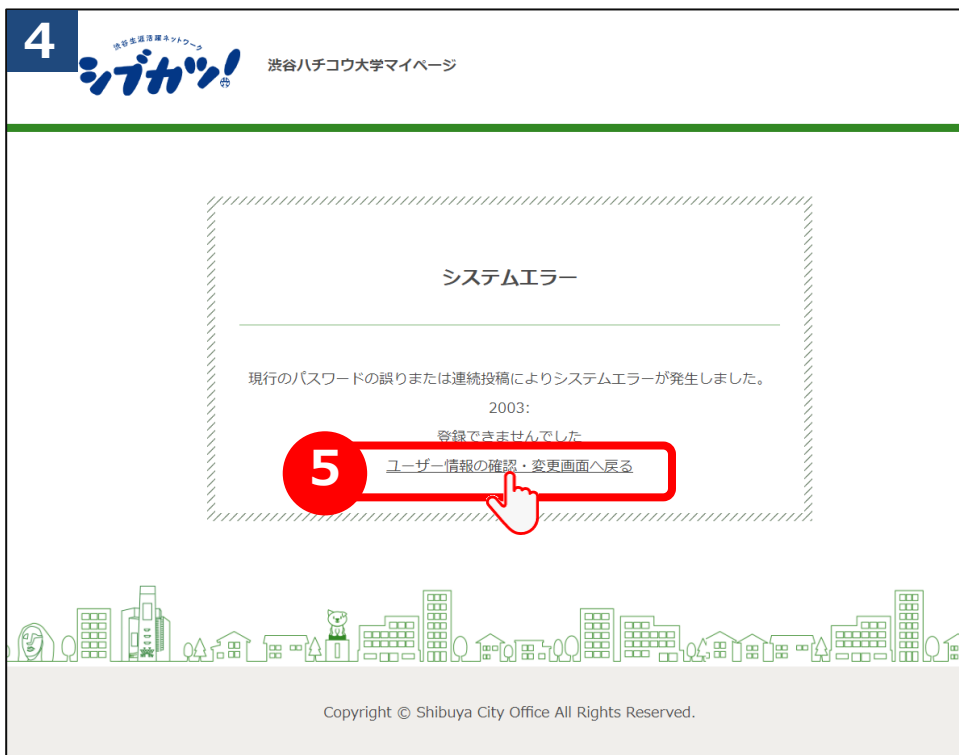 4
渋谷生涯活躍ネットワーク
シブカツ!
渋谷ハチコウ大学マイページ
システムエラー
現行のパスワードの誤りまたは連続投稿によりシステムエラーが発生しました。
2003:
登録できませんでした
5
ユーザー情報の確認・変更画面へ戻る
Copyright © Shibuya City Office All Rights Reserved.